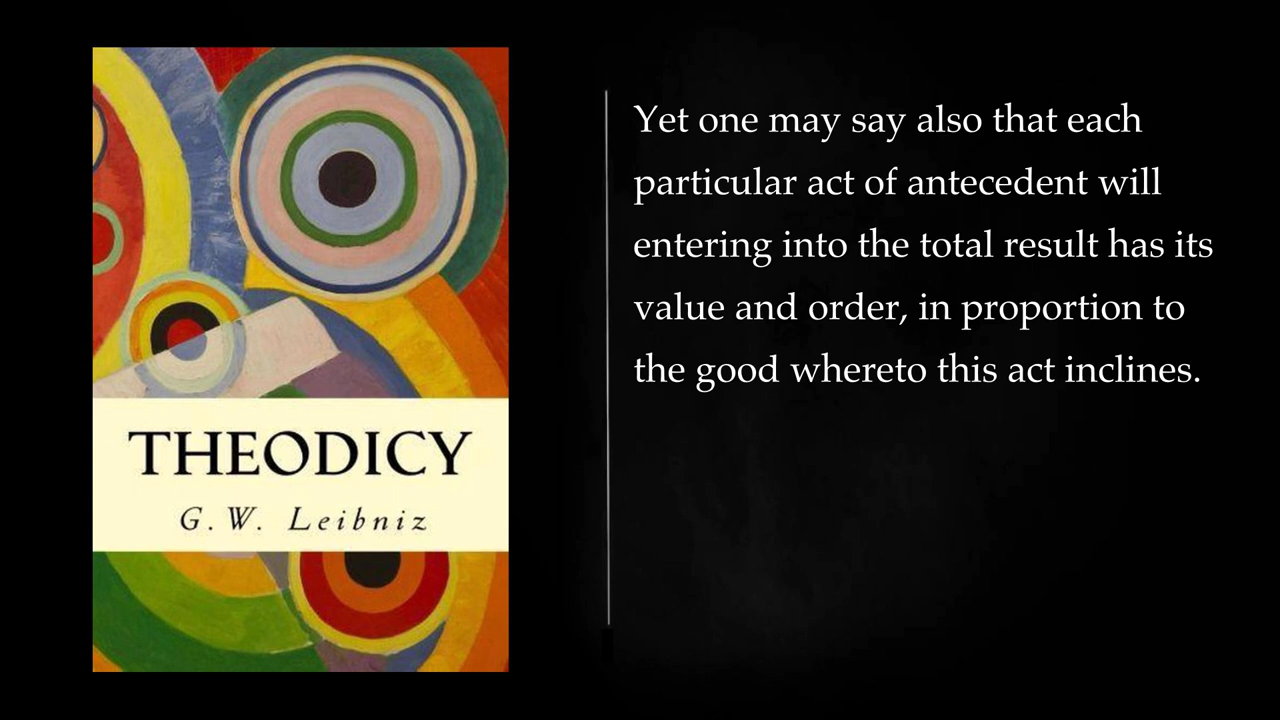 THEODICY
G. W. Leibniz
Yet one may say also that each
particular act of antecedent will
entering into the total result has its
value and order, in proportion to
the good whereto this act inclines.